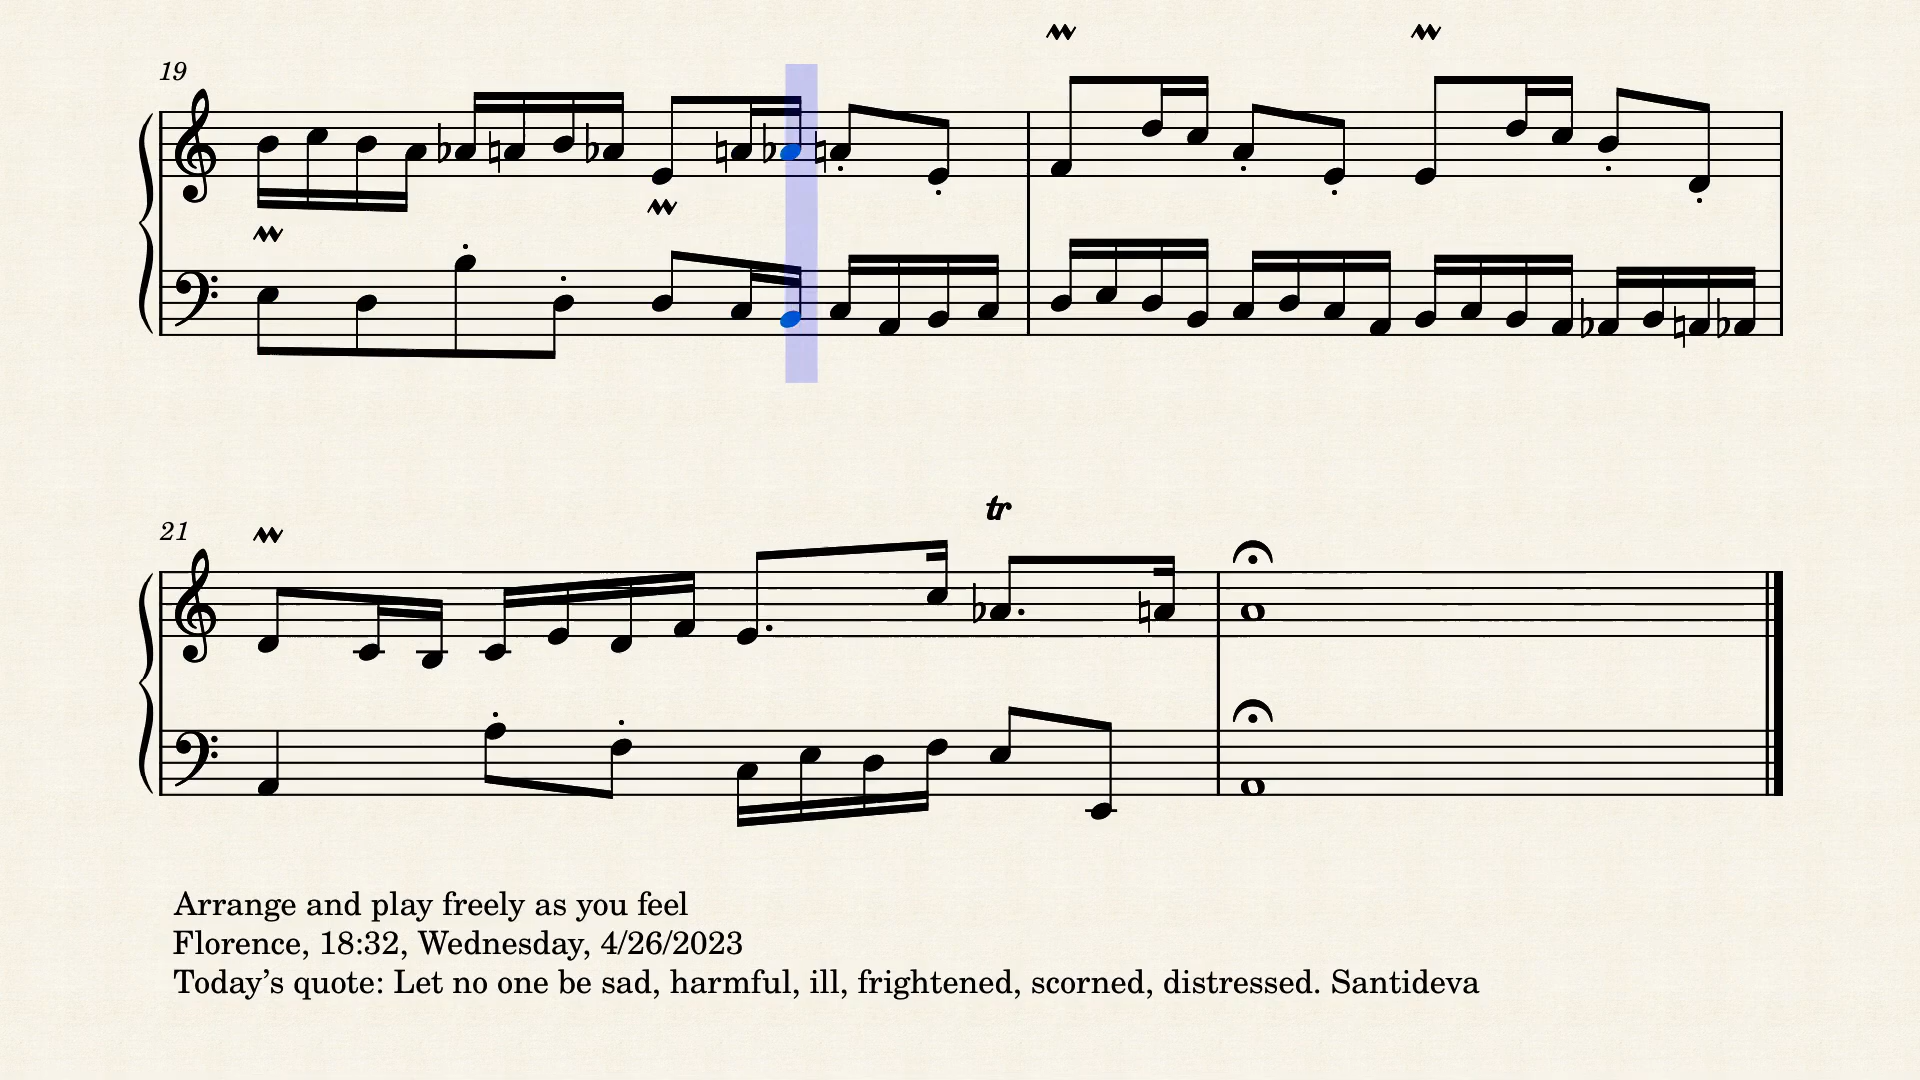 19
21
tr
Arrange and play freely as you feel
Florence, 18:32, Wednesday, 4/26/2023
Today’s quote: Let no one be sad, harmful, ill, frightened, scorned, distressed. Santideva